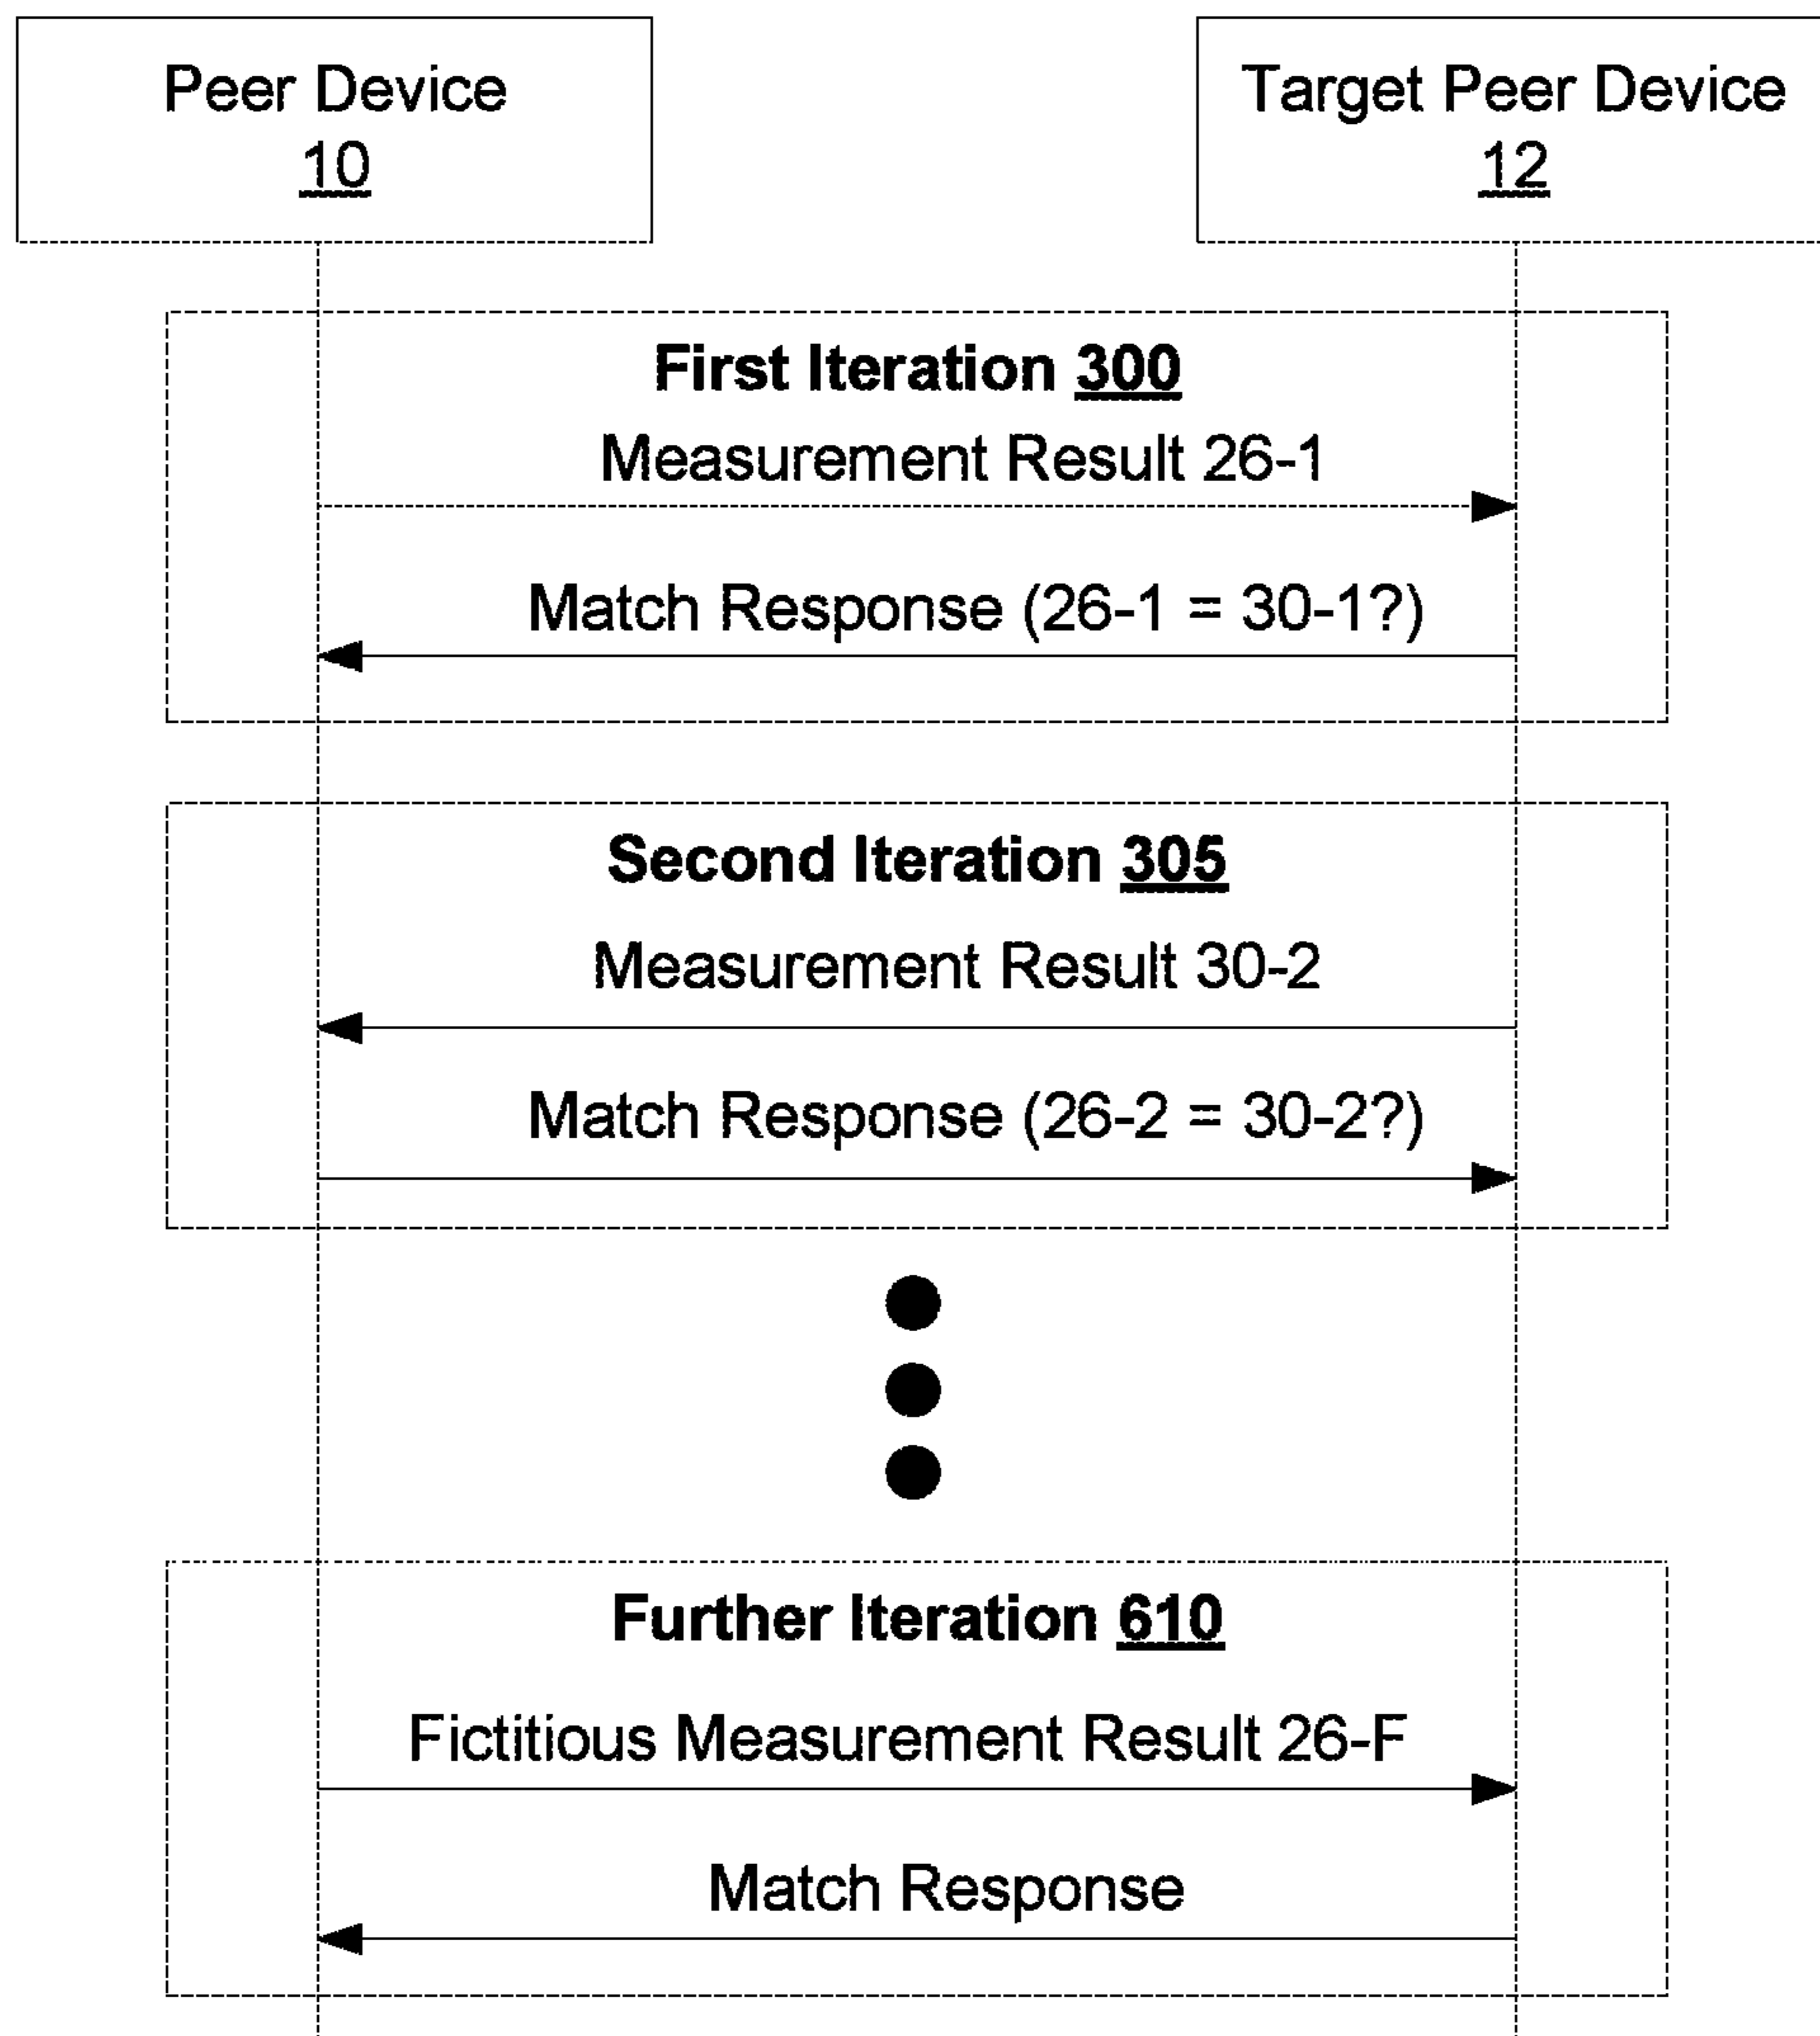 Peer Device
10
Target Peer Device
12
First Iteration 300
Measurement Result 26-1
Match Response (26-1 = 30-1?)
Second Iteration 305
Measurement Result 30-2
Match Response (26-2 = 30-2?)
Further Iteration 610
Fictitious Measurement Result 26-F
Match Response